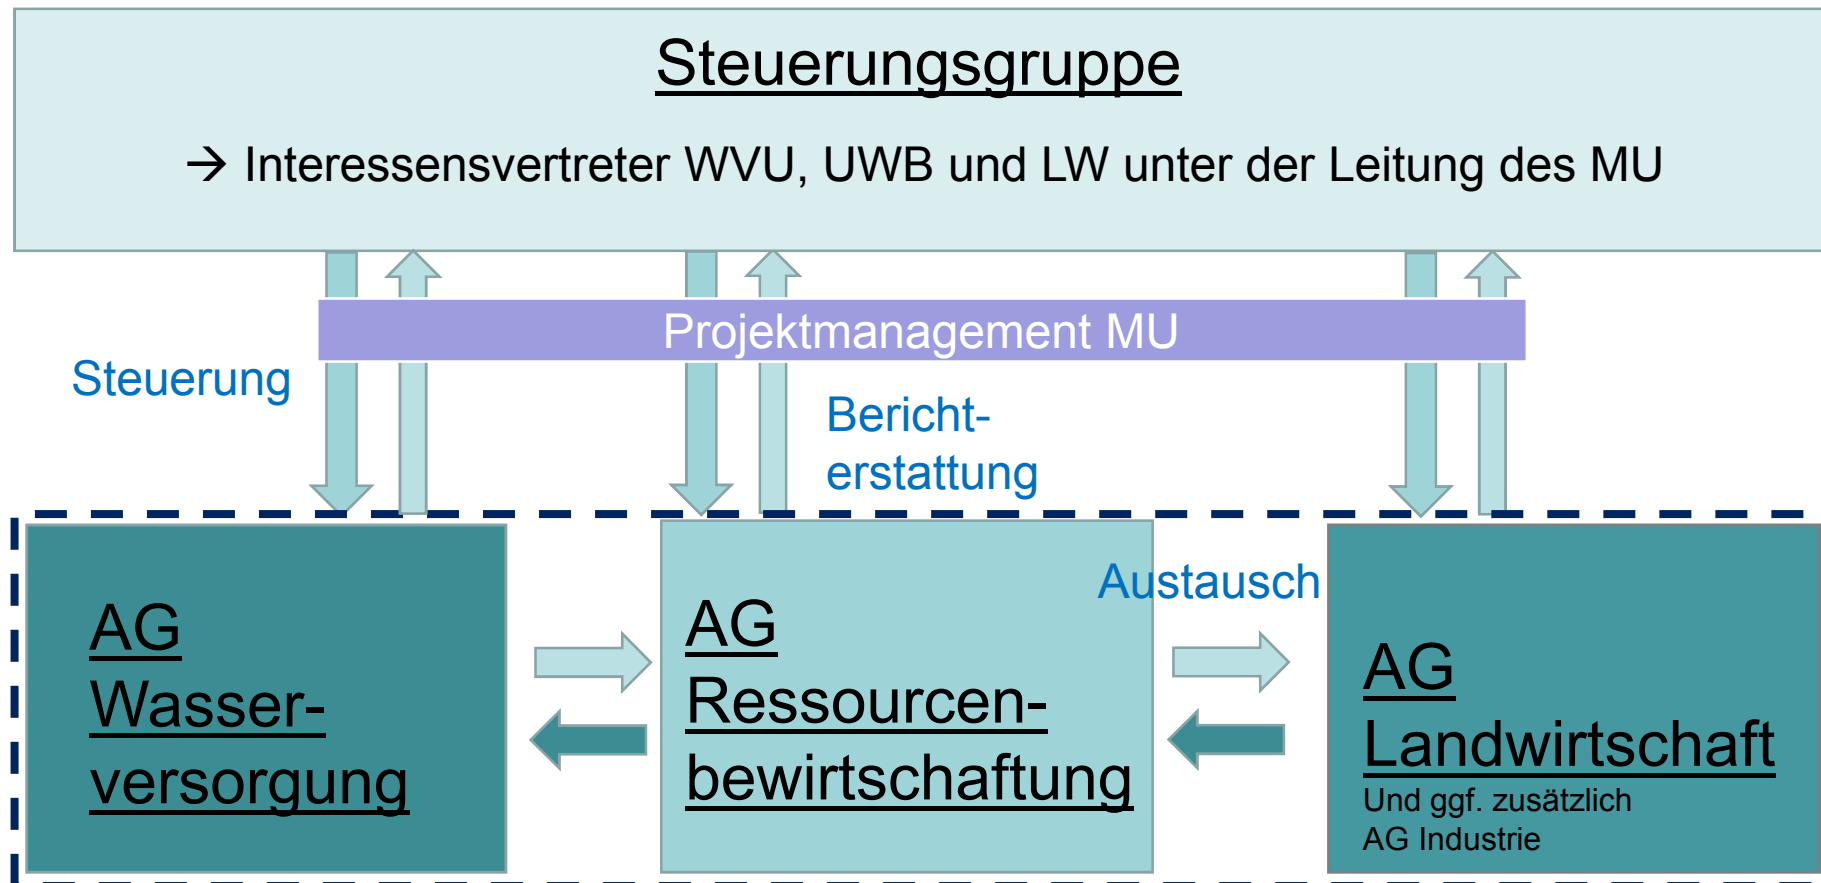 Steuerungsgruppe
→ Interessensvertreter WVU, UWB und LW unter der Leitung des MU
Projektmanagement MU
Steuerung
Bericht-
erstattung
Austausch
AG
Wasser-
versorgung
AG
Ressourcen-
bewirtschaftung
AG
Landwirtschaft
Und ggf. zusätzlich
AG Industrie